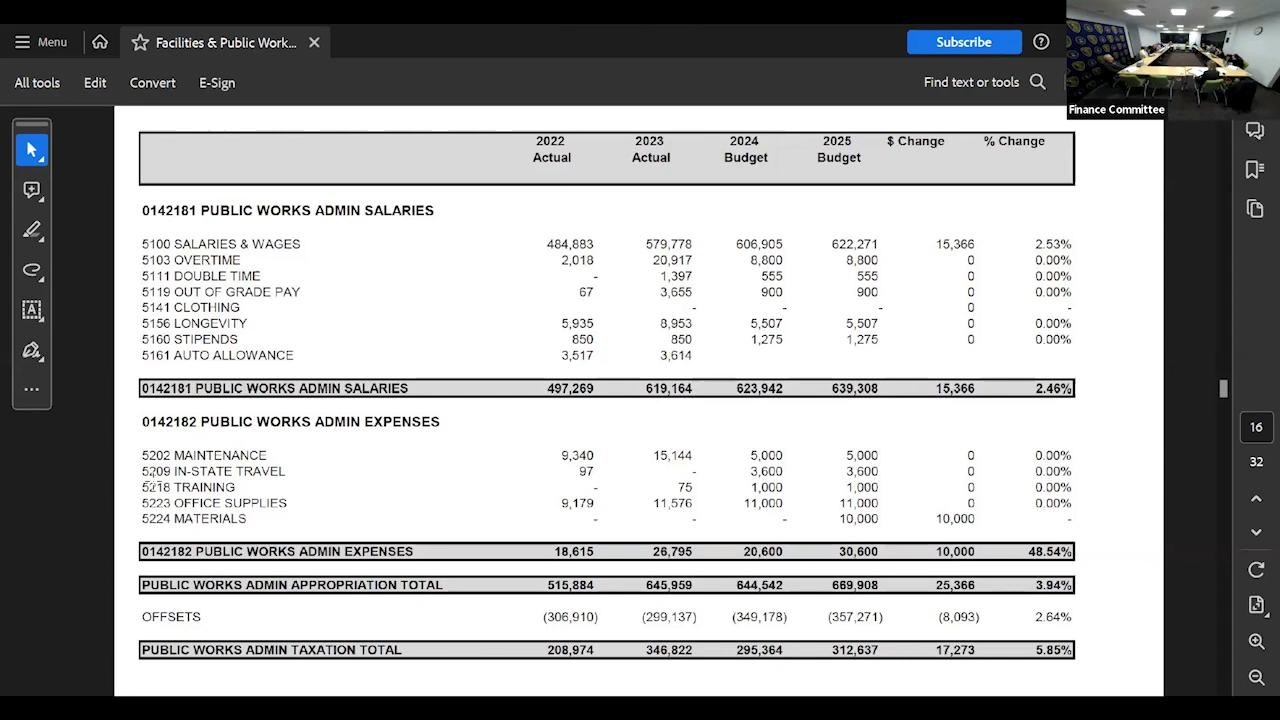 Menu
Facilities & Public Work...
Subscribe
Finance Committee
All tools Edit Convert E-Sign
Find text or tools
2022 Actual 2023 Actual 2024 Budget 2025 Budget $ Change % Change
0142181 PUBLIC WORKS ADMIN SALARIES
5100 SALARIES & WAGES 484,883 579,778 606,905 622,271 15,366 2.53%
5103 OVERTIME 2,018 20,917 8,800 8,800 0 0.00%
5111 DOUBLE TIME - 1,397 555 555 0 0.00%
5119 OUT OF GRADE PAY 67 3,655 900 900 0 0.00%
5141 CLOTHING - - - 0 -
5156 LONGEVITY 5,935 8,953 5,507 5,507 0 0.00%
5160 STIPENDS 850 850 1,275 1,275 0 0.00%
5161 AUTO ALLOWANCE 3,517 3,614
0142181 PUBLIC WORKS ADMIN SALARIES 497,269 619,164 623,942 639,308 15,366 2.46%
0142182 PUBLIC WORKS ADMIN EXPENSES
5202 MAINTENANCE 9,340 15,144 5,000 5,000 0 0.00%
5209 IN-STATE TRAVEL 97 - 3,600 3,600 0 0.00%
5218 TRAINING - 75 1,000 1,000 0 0.00%
5223 OFFICE SUPPLIES 9,179 11,576 11,000 11,000 0 0.00%
5224 MATERIALS - - - 10,000 10,000 -
0142182 PUBLIC WORKS ADMIN EXPENSES 18,615 26,795 20,600 30,600 10,000 48.54%
PUBLIC WORKS ADMIN APPROPRIATION TOTAL 515,884 645,959 644,542 669,908 25,366 3.94%
OFFSETS (306,910) (299,137) (349,178) (357,271) (8,093) 2.64%
PUBLIC WORKS ADMIN TAXATION TOTAL 208,974 346,822 295,364 312,637 17,273 5.85%
16
32